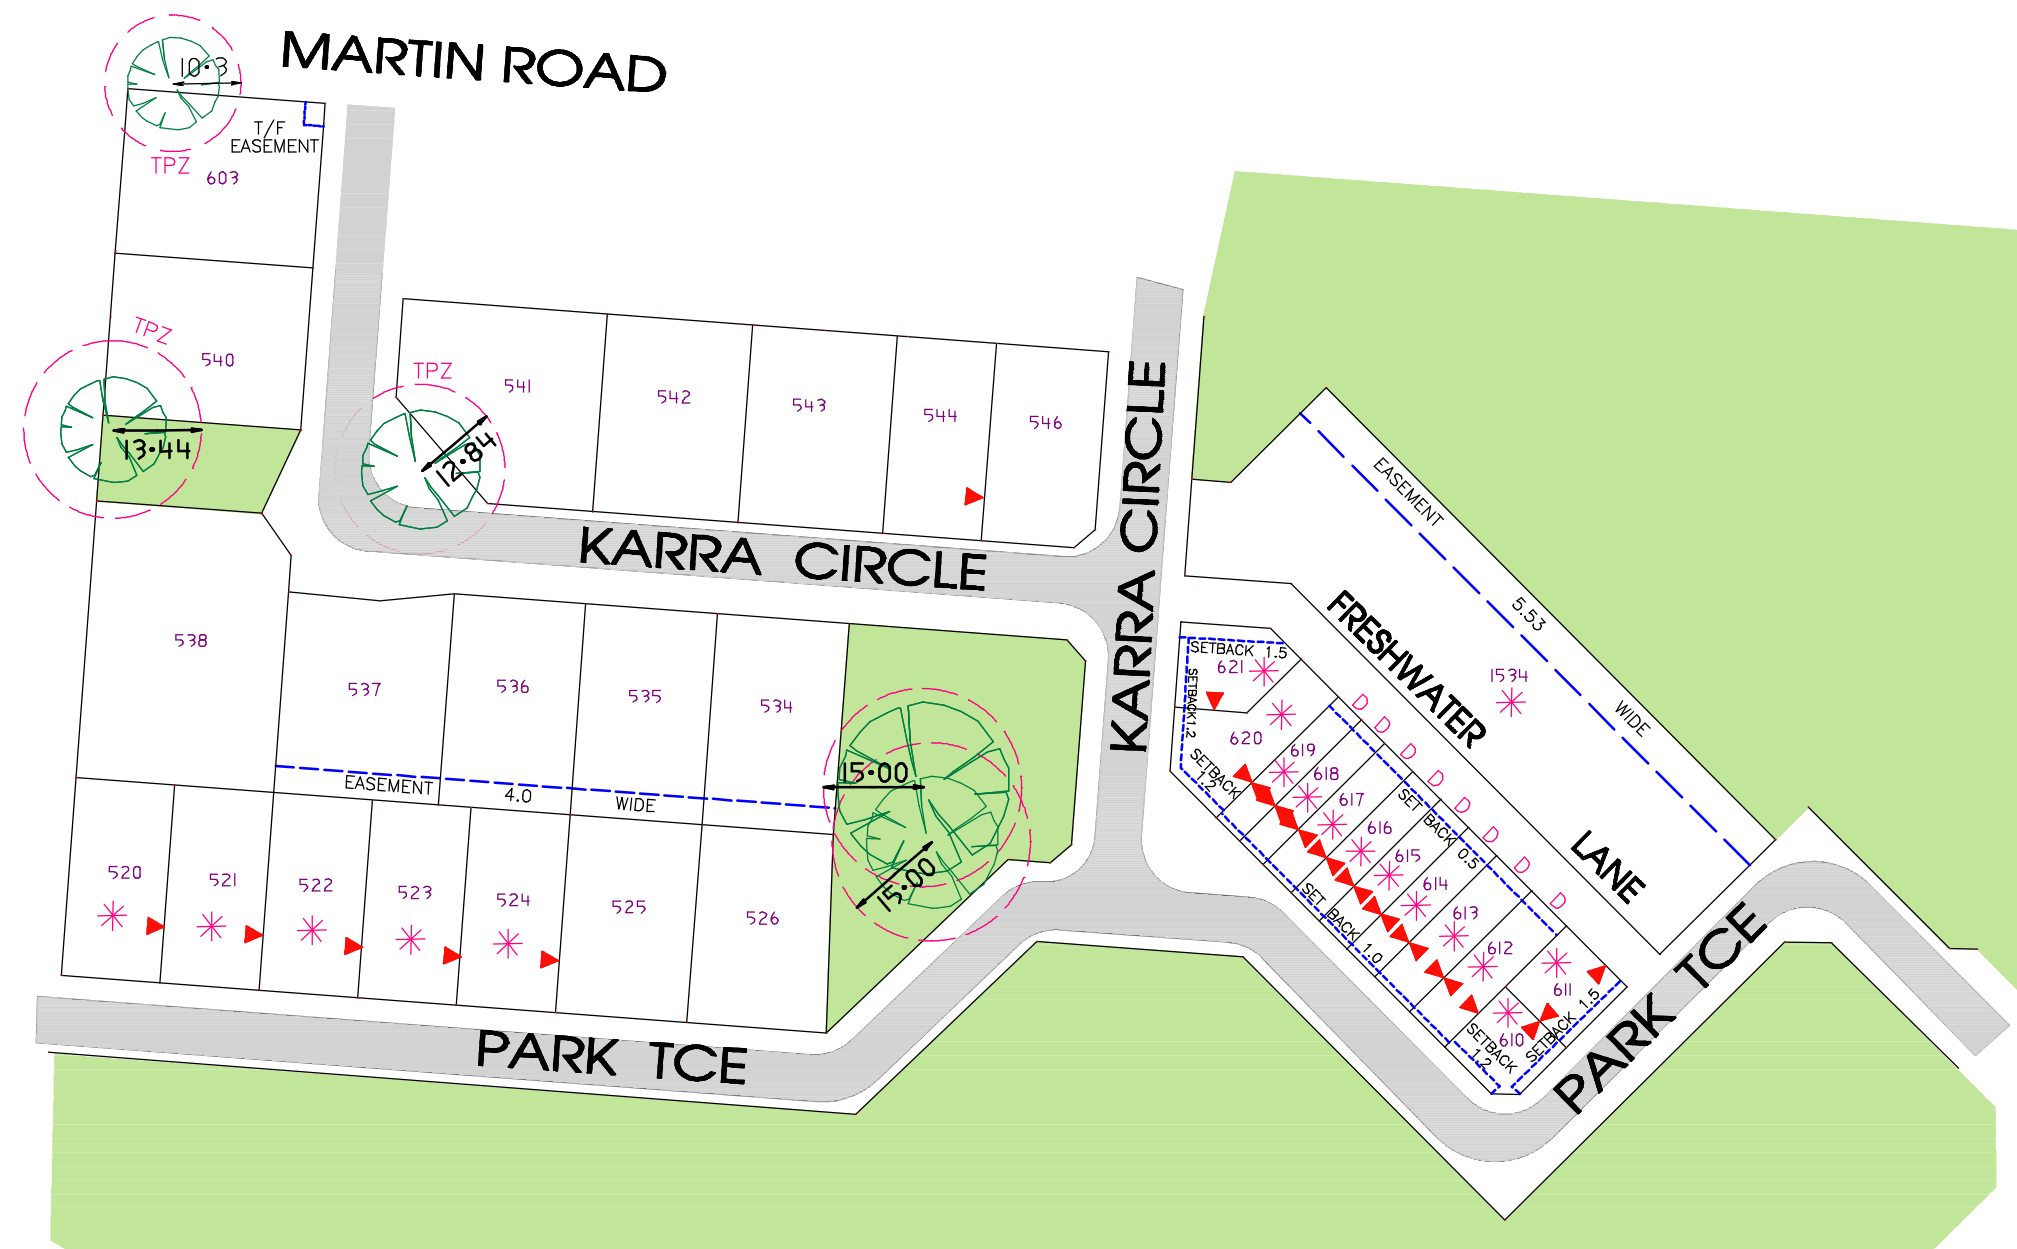 MARTIN ROAD
10·3
T/F
EASEMENT
TPZ
603
TPZ
540
13·44
TPZ
541
542
543
544
546
12·84
KARRA CIRCLE
KARRA CIRCLE
KARRA CIRCLE
538
537
536
535
534
EASEMENT 4.0 WIDE
15·00
15·00
520
521
522
523
524
525
526
PARK TCE
EASEMENT 5.53 WIDE
1534
FRESHWATER LANE
SETBACK 1.5
621
SETBACK 1.2
620
SETBACK
1.2
619
618
617
616
615
614
613
612
611
610
D
D
D
D
D
D
D
D
SET BACK 0.5
SET BACK 1.0
SETBACK
1.2
SETBACK 1.5
PARK TCE